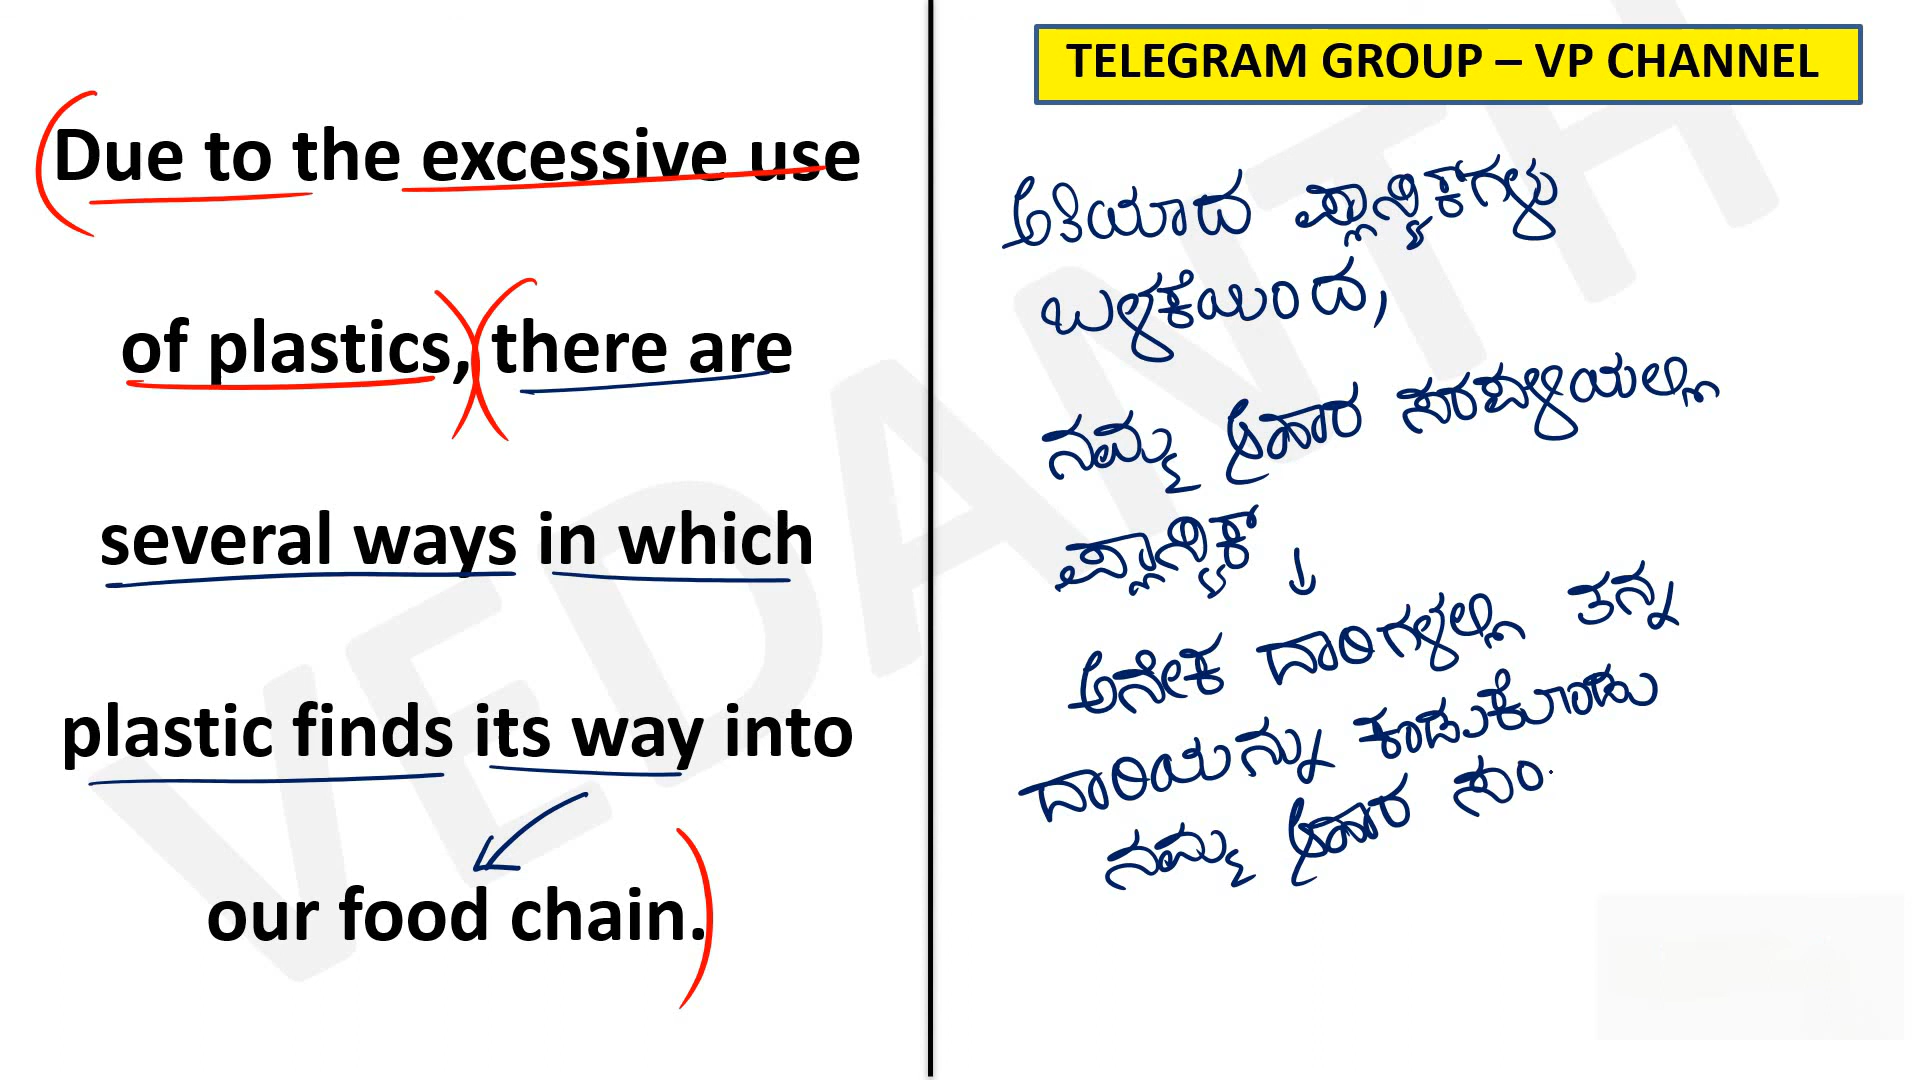 Due to the excessive use
of plastics, there are
several ways in which
plastic finds its way into
our food chain.
TELEGRAM GROUP – VP CHANNEL
ಅತಿಯಾದ ಪ್ಲಾಸ್ಟಿಕ್‌ಗಳು
ಬಳಕೆಯಿಂದ,
ನಮ್ಮ ಆಹಾರ ಸರಪಳಿಯಲ್ಲಿ
ಪ್ಲಾಸ್ಟಿಕ್ ↓
ಅನೇಕ ದಾರಿಗಳಲ್ಲಿ ತನ್ನ
ದಾರಿಯನ್ನು ಕಂಡುಕೊಂಡು
ನಮ್ಮ ಆಹಾರ ಸಂ
VEDANTH